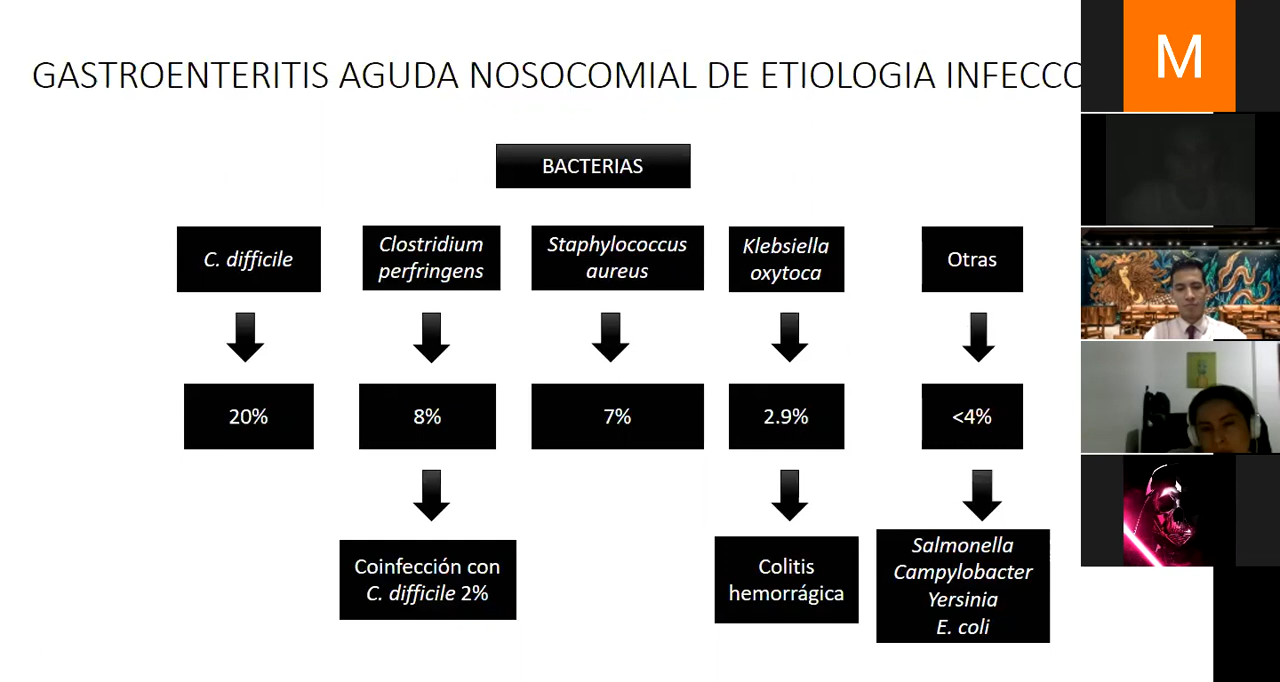 GASTROENTERITIS AGUDA NOSOCOMIAL DE ETIOLOGIA INFECCO
M
BACTERIAS
C. difficile
Clostridium
perfringens
Staphylococcus
aureus
Klebsiella
oxytoca
Otras
20%
8%
7%
2.9%
<4%
Coinfección con
C. difficile 2%
Colitis
hemorrágica
Salmonella
Campylobacter
Yersinia
E. coli